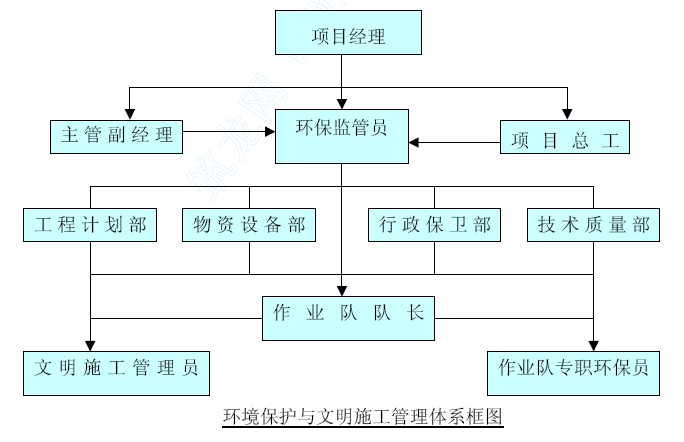 项目经理
主管副经理
环保监管员
项目总工
工程计划部
物资设备部
行政保卫部
技术质量部
作业队队长
文明施工管理员
作业队专职环保员
环境保护与文明施工管理体系框图
筑龙网